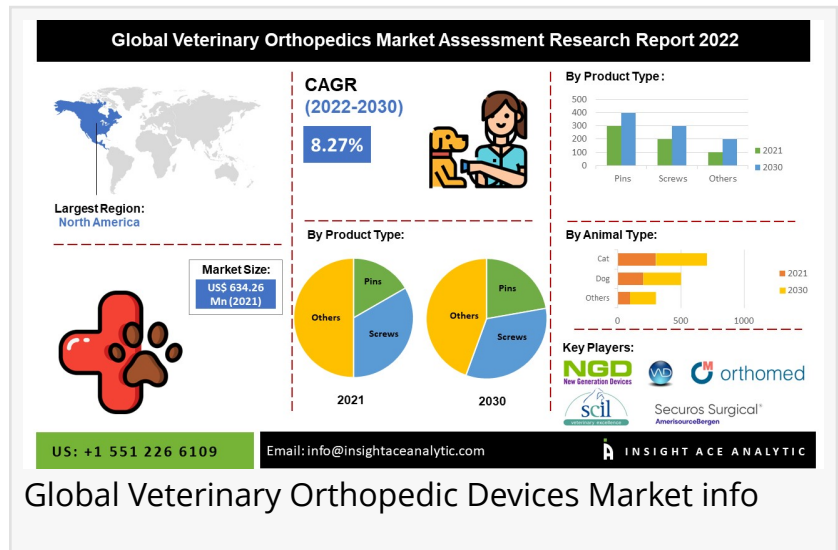 Global Veterinary Orthopedics Market Assessment Research Report 2022
Largest Region:
North America
CAGR
(2022-2030)
8.27%
By Product Type:
500
400
300
200
100
0
Pins
Screws
Others
2021
2030
Market Size:
US$ 634.26
Mn (2021)
By Product Type:
Pins
Screws
Others
2021
Pins
Screws
Others
2030
By Animal Type:
Cat
Dog
Others
0
500
1000
2021
2030
Key Players:
NGD
New Generation Devices
orthomed
scil
veterinary excellence
Securos Surgical
AmerisourceBergen
US: +1 551 226 6109
Email: info@insightaceanalytic.com
INSIGHT ACE ANALYTIC
Global Veterinary Orthopedic Devices Market info